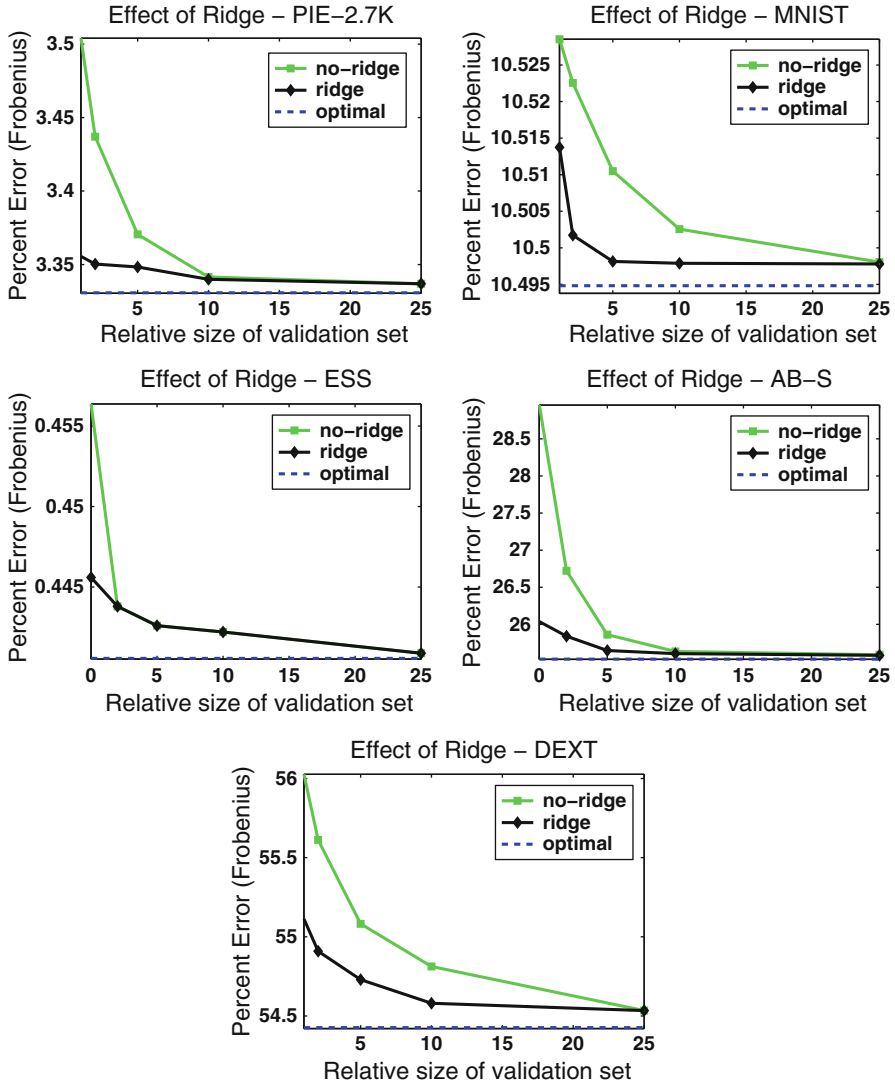 Effect of Ridge − PIE−2.7K
Percent Error (Frobenius)
3.5
3.45
3.4
3.35
no−ridge
ridge
optimal
5 10 15 20 25
Relative size of validation set
Effect of Ridge − MNIST
Percent Error (Frobenius)
10.525
10.52
10.515
10.51
10.505
10.5
10.495
no−ridge
ridge
optimal
5 10 15 20 25
Relative size of validation set
Effect of Ridge − ESS
Percent Error (Frobenius)
0.455
0.45
0.445
no−ridge
ridge
optimal
0 5 10 15 20 25
Relative size of validation set
Effect of Ridge − AB−S
Percent Error (Frobenius)
28.5
28
27.5
27
26.5
26
no−ridge
ridge
optimal
0 5 10 15 20 25
Relative size of validation set
Effect of Ridge − DEXT
Percent Error (Frobenius)
56
55.5
55
54.5
no−ridge
ridge
optimal
5 10 15 20 25
Relative size of validation set